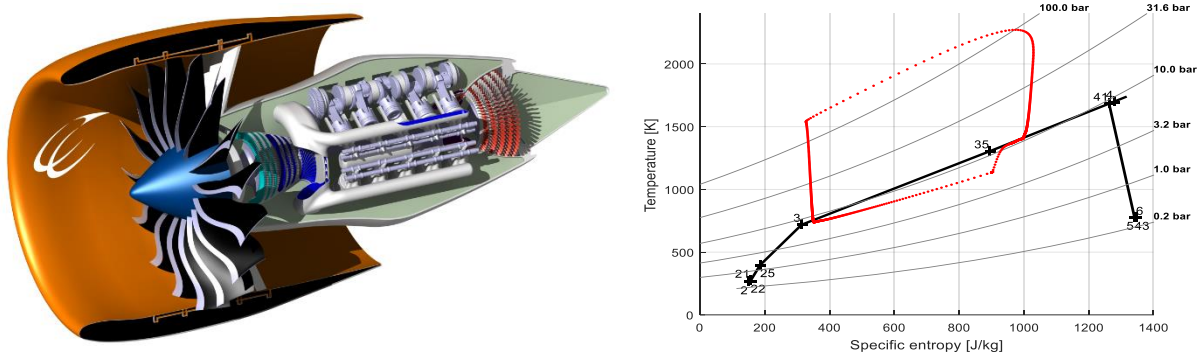 100.0 bar
31.6 bar
10.0 bar
3.2 bar
1.0 bar
0.2 bar
Temperature [K]
2000
1500
1000
500
0
41
4
35
3
21
25
2
22
6
543
0
200
400
600
800
1000
1200
1400
Specific entropy [J/kg]